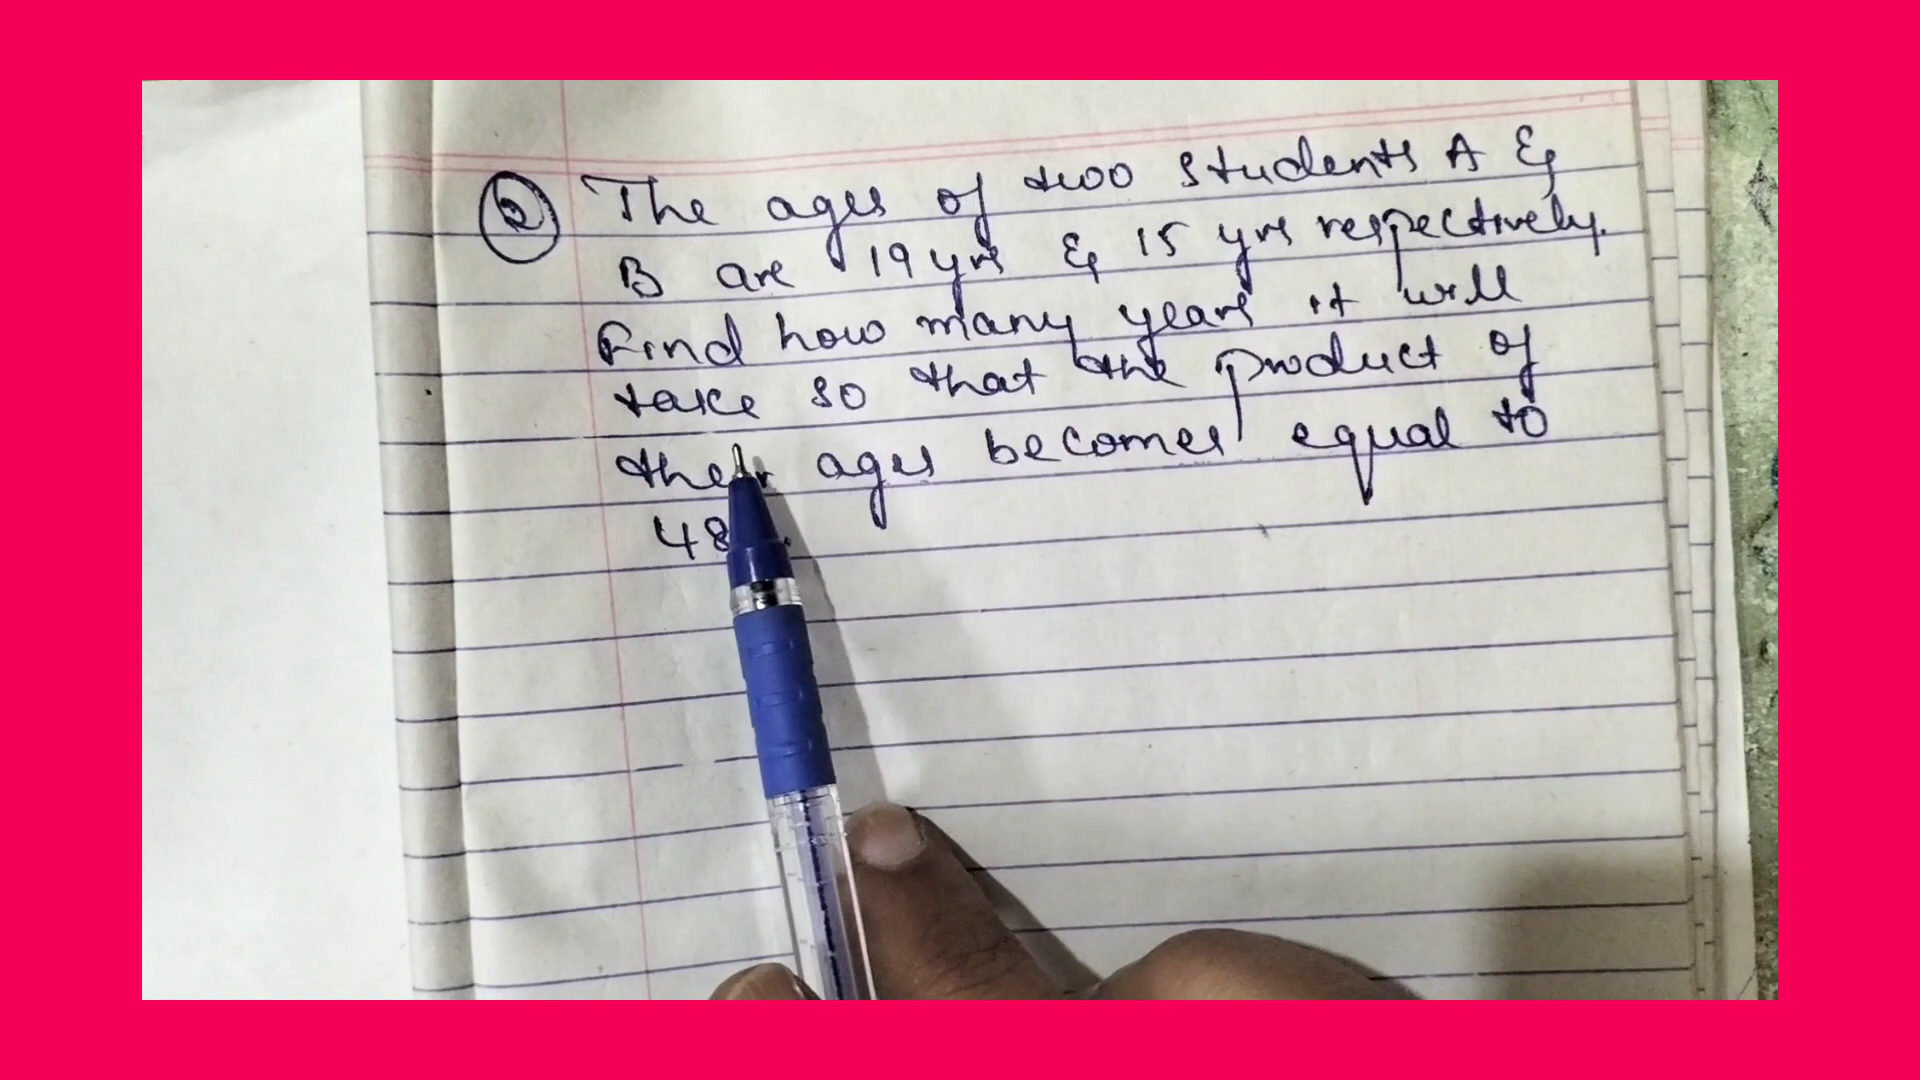 ② The ages of two students A &
B are 19 yrs & 15 yrs respectively.
Find how many years it will
take so that the product of
their ages becomes equal to